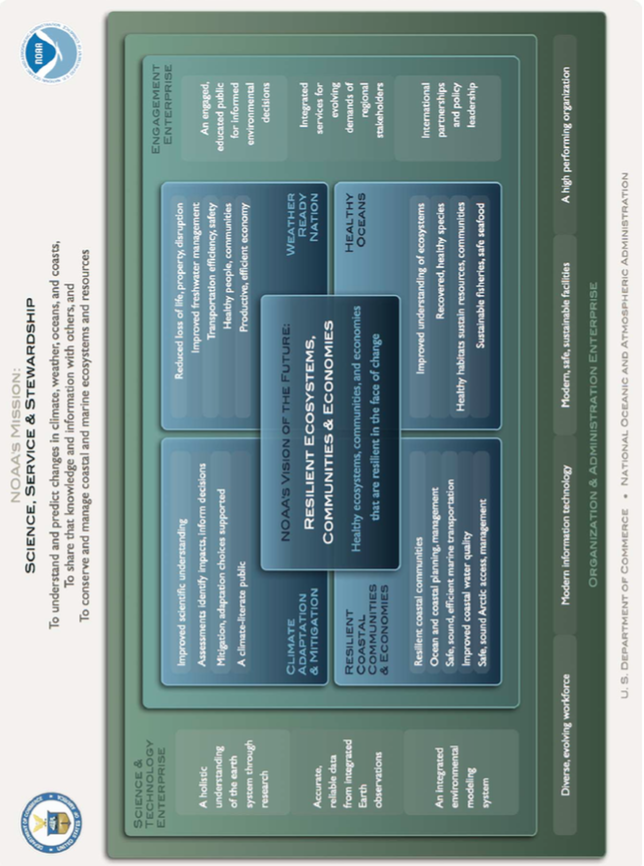 NOAA'S MISSION:
SCIENCE, SERVICE & STEWARDSHIP
To understand and predict changes in climate, weather, oceans, and coasts,
To share that knowledge and information with others, and
To conserve and manage coastal and marine ecosystems and resources
NOAA
SCIENCE &
TECHNOLOGY
ENTERPRISE
A holistic
understanding
of the earth
system through
research
Accurate,
reliable data
from integrated
Earth
observations
An integrated
environmental
modeling
system
Improved scientific understanding
Assessments identify impacts, inform decisions
Mitigation, adaptation choices supported
A climate-literate public
CLIMATE
ADAPTATION
& MITIGATION
Reduced loss of life, property, disruption
Improved freshwater management
Transportation efficiency, safety
Healthy people, communities
Productive, efficient economy
WEATHER
READY
NATION
NOAA'S VISION OF THE FUTURE:
RESILIENT ECOSYSTEMS,
COMMUNITIES & ECONOMIES
Healthy ecosystems, communities, and economies
that are resilient in the face of change
RESILIENT
COASTAL
COMMUNITIES
& ECONOMIES
Resilient coastal communities
Ocean and coastal planning, management
Safe, sound, efficient marine transportation
Improved coastal water quality
Safe, sound Arctic access, management
HEALTHY
OCEANS
Improved understanding of ecosystems
Recovered, healthy species
Healthy habitats sustain resources, communities
Sustainable fisheries, safe seafood
ENGAGEMENT
ENTERPRISE
An engaged,
educated public
for informed
environmental
decisions
Integrated
services for
evolving
demands of
regional
stakeholders
International
partnerships
and policy
leadership
Diverse, evolving workforce
Modern information technology
Modern, safe, sustainable facilities
A high performing organization
ORGANIZATION & ADMINISTRATION ENTERPRISE
U. S. DEPARTMENT OF COMMERCE • NATIONAL OCEANIC AND ATMOSPHERIC ADMINISTRATION